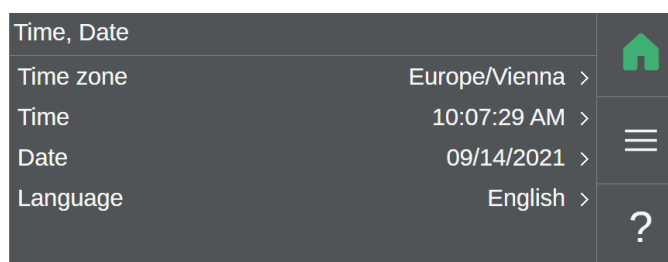 Time, Date
Time zone Europe/Vienna >
Time 10:07:29 AM >
Date 09/14/2021 >
Language English >
?